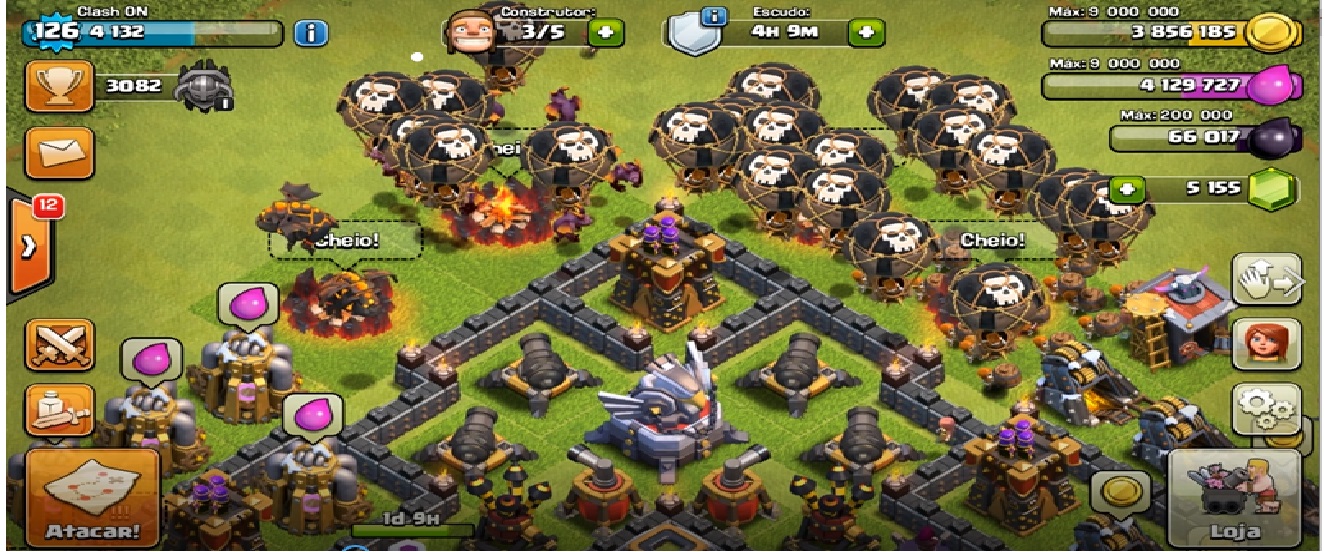 Clash ON
126 4 132
i
Construtor:
3/5
i
Escudo:
4H 9M
Máx: 9 000 000
3 856 185
3082
Máx: 9 000 000
4 129 727
Máx: 200 000
66 017
5 155
12
Cheio!
Cheio!
Atacar!
1d 9H
Loja